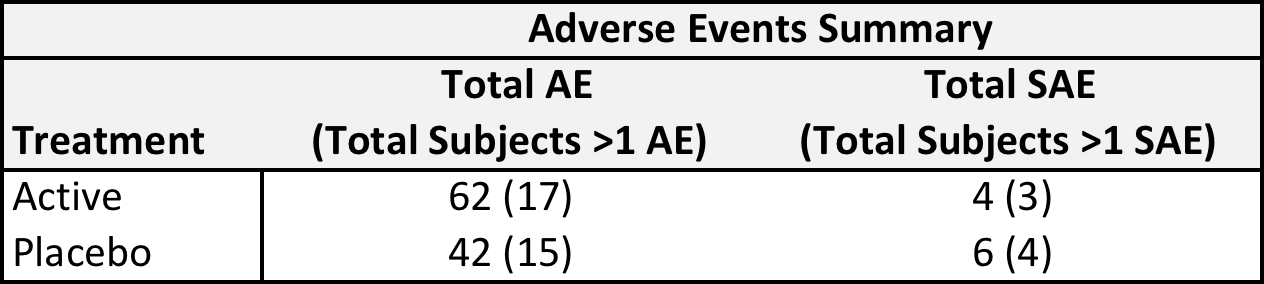 Adverse Events Summary
Total AE Total SAE
Treatment (Total Subjects >1 AE) (Total Subjects >1 SAE)
Active 62 (17) 4 (3)
Placebo 42 (15) 6 (4)